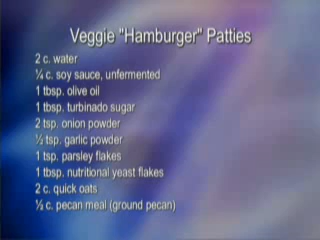 Veggie "Hamburger" Patties
2 c. water
¼ c. soy sauce, unfermented
1 tbsp. olive oil
1 tbsp. turbinado sugar
2 tsp. onion powder
½ tsp. garlic powder
1 tsp. parsley flakes
1 tbsp. nutritional yeast flakes
2 c. quick oats
½ c. pecan meal (ground pecan)